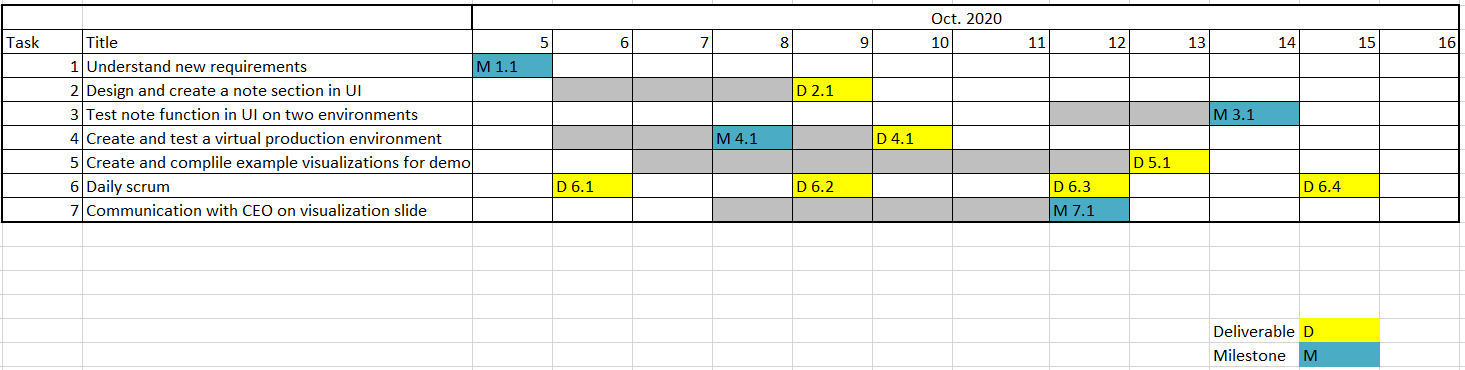 Oct. 2020
Task Title 5 6 7 8 9 10 11 12 13 14 15 16
1 Understand new requirements M 1.1
2 Design and create a note section in UI D 2.1
3 Test note function in UI on two environments M 3.1
4 Create and test a virtual production environment M 4.1 D 4.1
5 Create and complile example visualizations for demo D 5.1
6 Daily scrum D 6.1 D 6.2 D 6.3 D 6.4
7 Communication with CEO on visualization slide M 7.1
Deliverable D
Milestone M